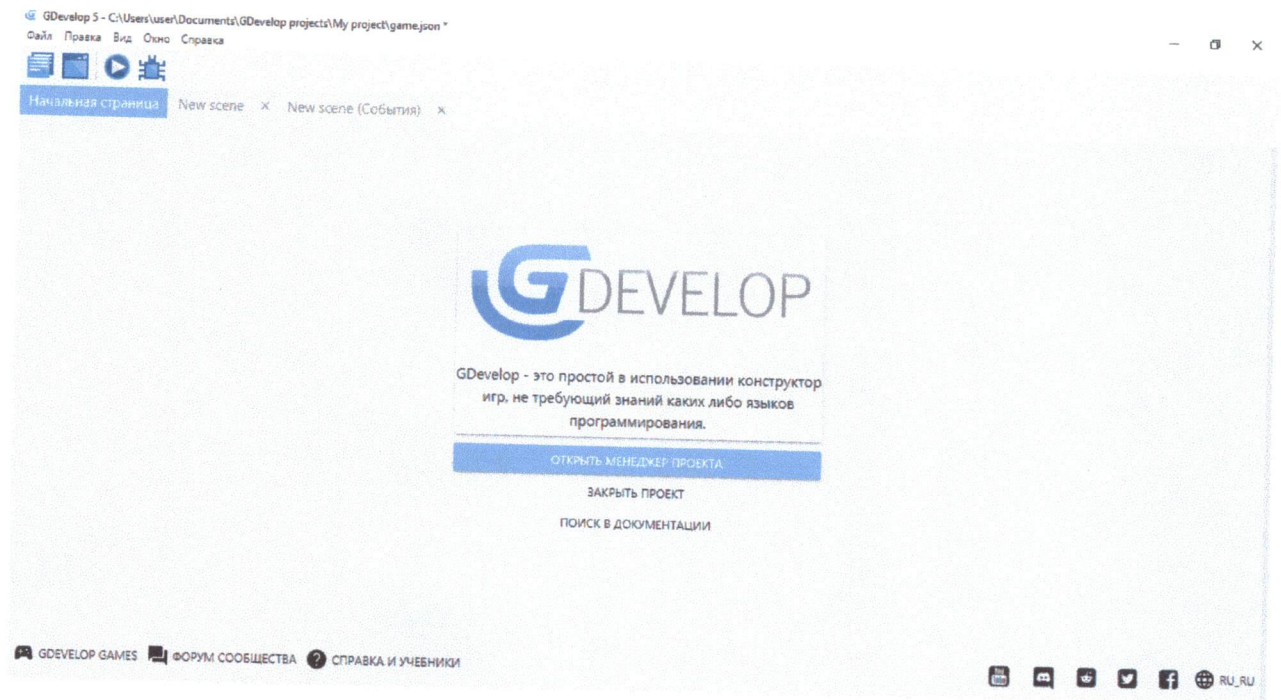 GDevelop 5 - C:\Users\user\Documents\GDevelop projects\My project\game.json *
Файл Правка Вид Окно Справка
Начальная страница New scene × New scene (События) ×
GDEVELOP
GDevelop - это простой в использовании конструктор
игр, не требующий знаний каких либо языков
программирования.
ОТКРЫТЬ МЕНЕДЖЕР ПРОЕКТА
ЗАКРЫТЬ ПРОЕКТ
ПОИСК В ДОКУМЕНТАЦИИ
GDEVELOP GAMES ФОРУМ СООБЩЕСТВА СПРАВКА И УЧЕБНИКИ
You Tube RU_RU